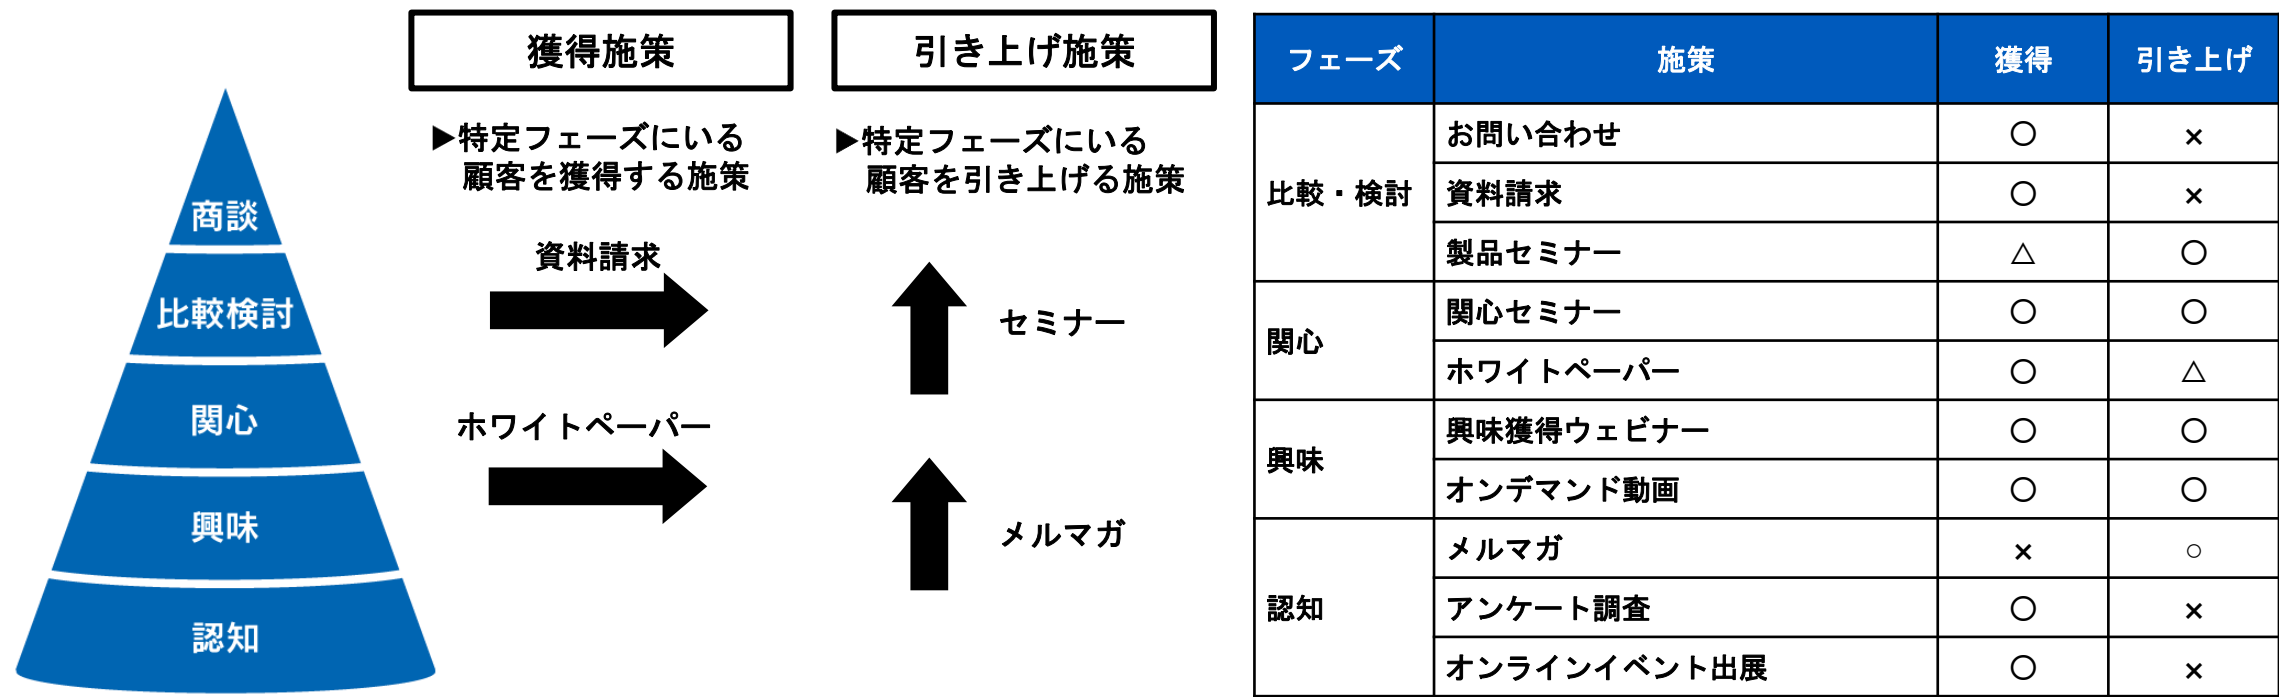 商談
比較検討
関心
興味
認知
獲得施策
▶特定フェーズにいる
顧客を獲得する施策
資料請求
ホワイトペーパー
引き上げ施策
▶特定フェーズにいる
顧客を引き上げる施策
セミナー
メルマガ
フェーズ 施策 獲得 引き上げ
比較・検討 お問い合わせ 〇 ×
資料請求 〇 ×
製品セミナー △ 〇
関心 関心セミナー 〇 〇
ホワイトペーパー 〇 △
興味 興味獲得ウェビナー 〇 〇
オンデマンド動画 〇 〇
認知 メルマガ × ○
アンケート調査 〇 ×
オンラインイベント出展 〇 ×